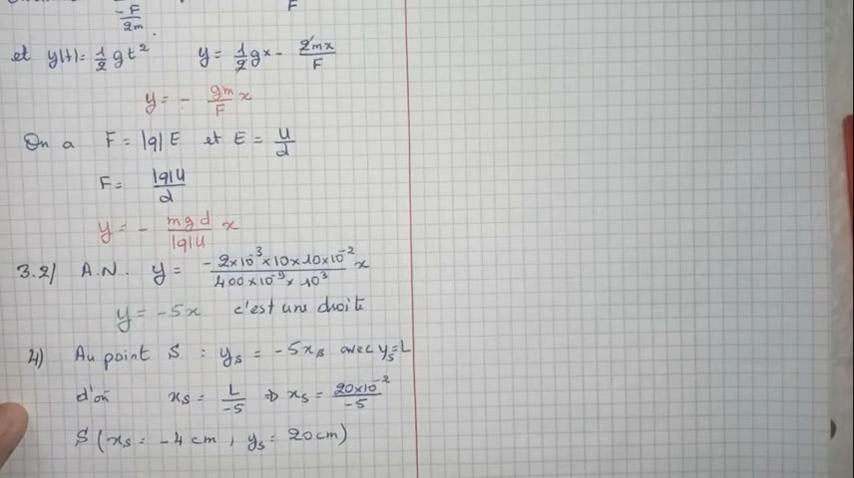 -F/2m F
et y(t) = 1/2 gt² y = 1/2 g x - 2mx/F
y = - gm/F x
On a F = |q| E et E = U/d
F = |q|U/d
y = - mgd/|q|U x
3.2/ A.N. y = -2×10⁻³×10×10×10⁻²/400×10⁻⁹×10³ x
y = -5x c'est une droite
4) Au point S : yₛ = -5xₛ avec yₛ=L
d'où xₛ = L/-5 ⇒ xₛ = 20×10⁻²/-5
S(xₛ = -4 cm, yₛ = 20cm)